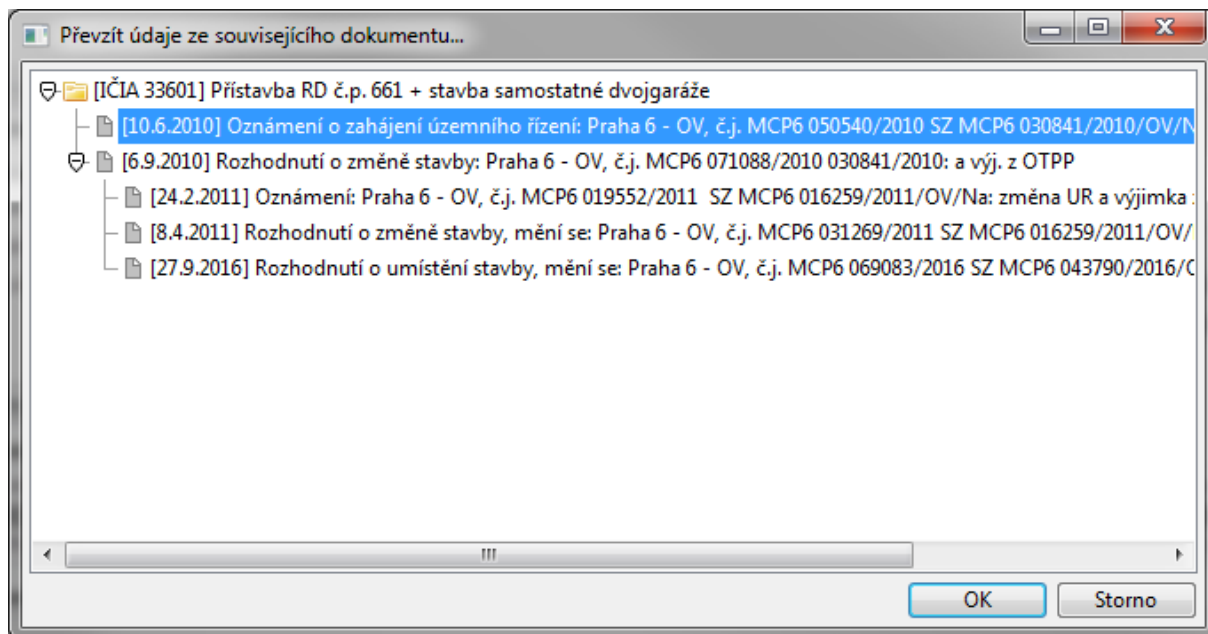 Převzít údaje ze souvisejícího dokumentu...
[IČIA 33601] Přístavba RD č.p. 661 + stavba samostatné dvojgaráže
[10.6.2010] Oznámení o zahájení územního řízení: Praha 6 - OV, č.j. MCP6 050540/2010 SZ MCP6 030841/2010/OV/N
[6.9.2010] Rozhodnutí o změně stavby: Praha 6 - OV, č.j. MCP6 071088/2010 030841/2010: a výj. z OTPP
[24.2.2011] Oznámení: Praha 6 - OV, č.j. MCP6 019552/2011 SZ MCP6 016259/2011/OV/Na: změna UR a výjimka
[8.4.2011] Rozhodnutí o změně stavby, mění se: Praha 6 - OV, č.j. MCP6 031269/2011 SZ MCP6 016259/2011/OV/
[27.9.2016] Rozhodnutí o umístění stavby, mění se: Praha 6 - OV, č.j. MCP6 069083/2016 SZ MCP6 043790/2016/
OK Storno